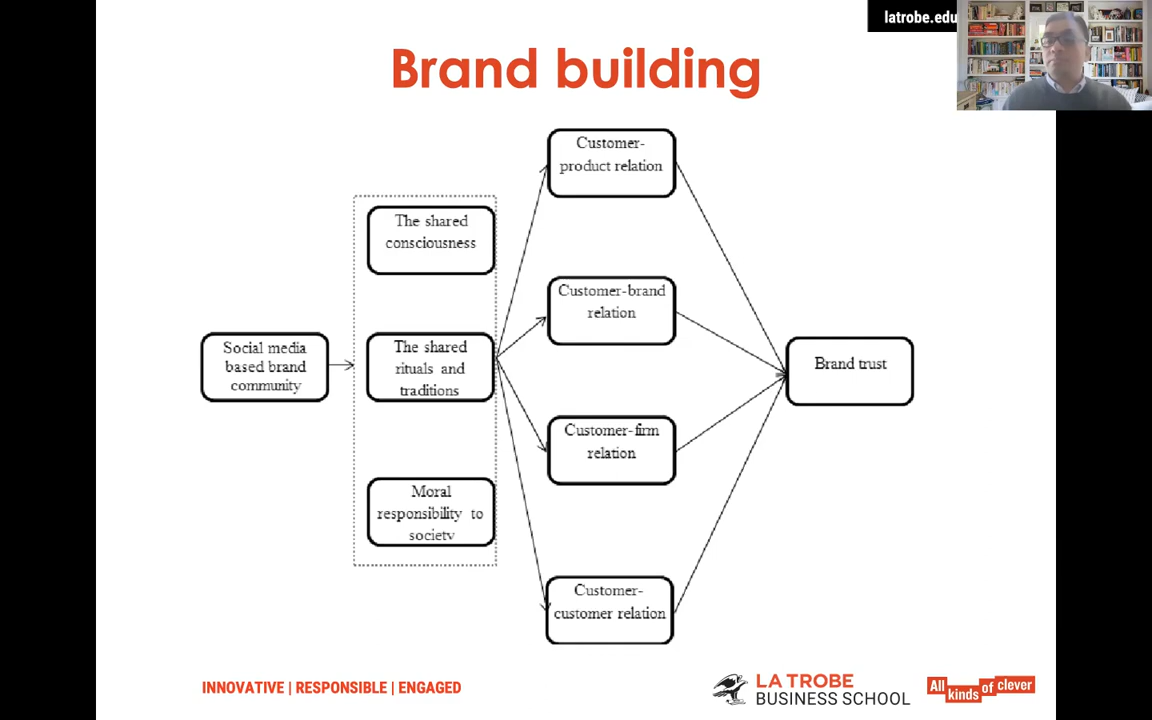 latrobe.edu
Brand building
Customer-
product relation
The shared
consciousness
Customer-brand
relation
Social media
based brand
community
The shared
rituals and
traditions
Brand trust
Customer-firm
relation
Moral
responsibility to
society
Customer-
customer relation
INNOVATIVE | RESPONSIBLE | ENGAGED
LA TROBE
BUSINESS SCHOOL
All kinds of clever